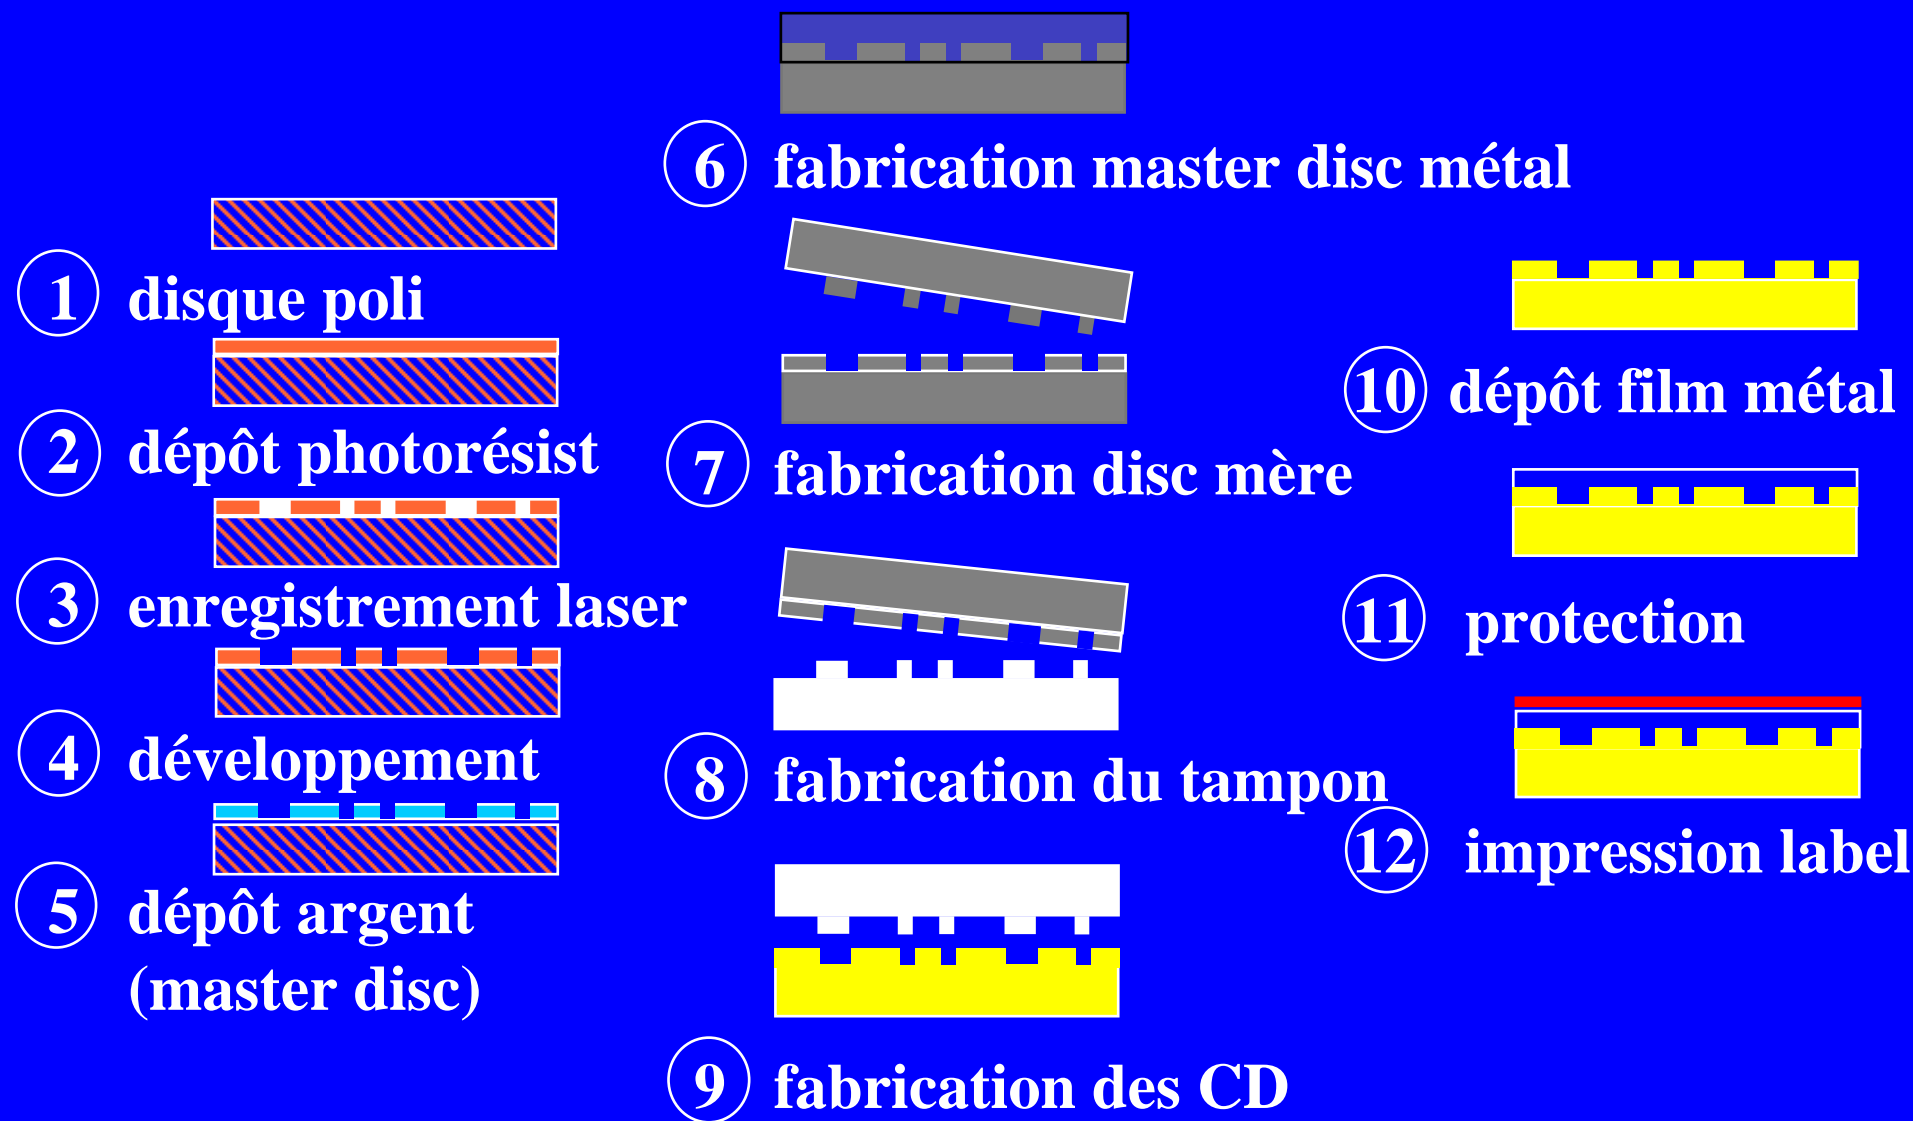 1 disque poli
2 dépôt photorésist
3 enregistrement laser
4 développement
5 dépôt argent
(master disc)
6 fabrication master disc métal
7 fabrication disc mère
8 fabrication du tampon
9 fabrication des CD
10 dépôt film métal
11 protection
12 impression label